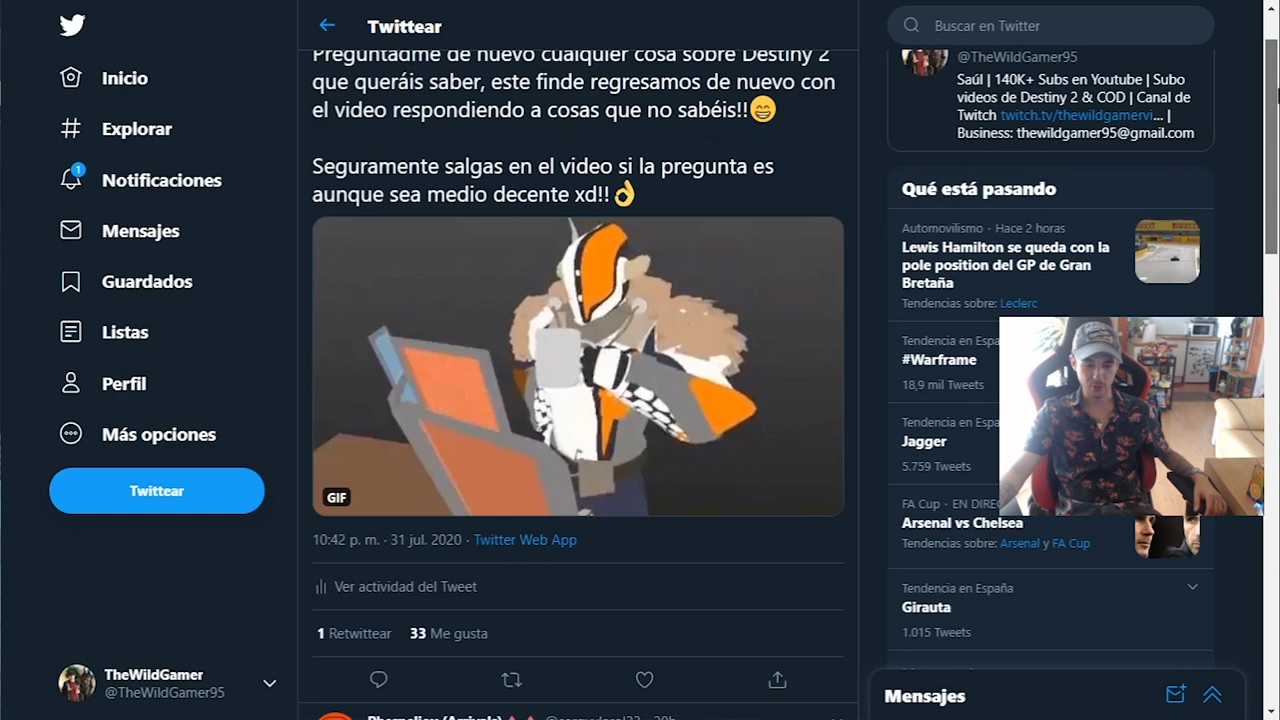 Inicio
Explorar
1
Notificaciones
Mensajes
Guardados
Listas
Perfil
Más opciones
Twittear
TheWildGamer
@TheWildGamer95
Twittear
Preguntadme de nuevo cualquier cosa sobre Destiny 2
que queráis saber, este finde regresamos de nuevo con
el video respondiendo a cosas que no sabéis!!😁
Seguramente salgas en el video si la pregunta es
aunque sea medio decente xd!!👌
GIF
10:42 p. m. · 31 jul. 2020 · Twitter Web App
Ver actividad del Tweet
1 Retwittear 33 Me gusta
Buscar en Twitter
@TheWildGamer95
Saúl | 140K+ Subs en Youtube | Subo
videos de Destiny 2 & COD | Canal de
Twitch twitch.tv/thewildgamervi… |
Business: thewildgamer95@gmail.com
Qué está pasando
Automovilismo · Hace 2 horas
Lewis Hamilton se queda con la
pole position del GP de Gran
Bretaña
Tendencias sobre: Leclerc
Tendencia en Espa
#Warframe
18,9 mil Tweets
Tendencia en Espa
Jagger
5.759 Tweets
FA Cup · EN DIREC
Arsenal vs Chelsea
Tendencias sobre: Arsenal y FA Cup
Tendencia en España
Girauta
1.015 Tweets
Mensajes